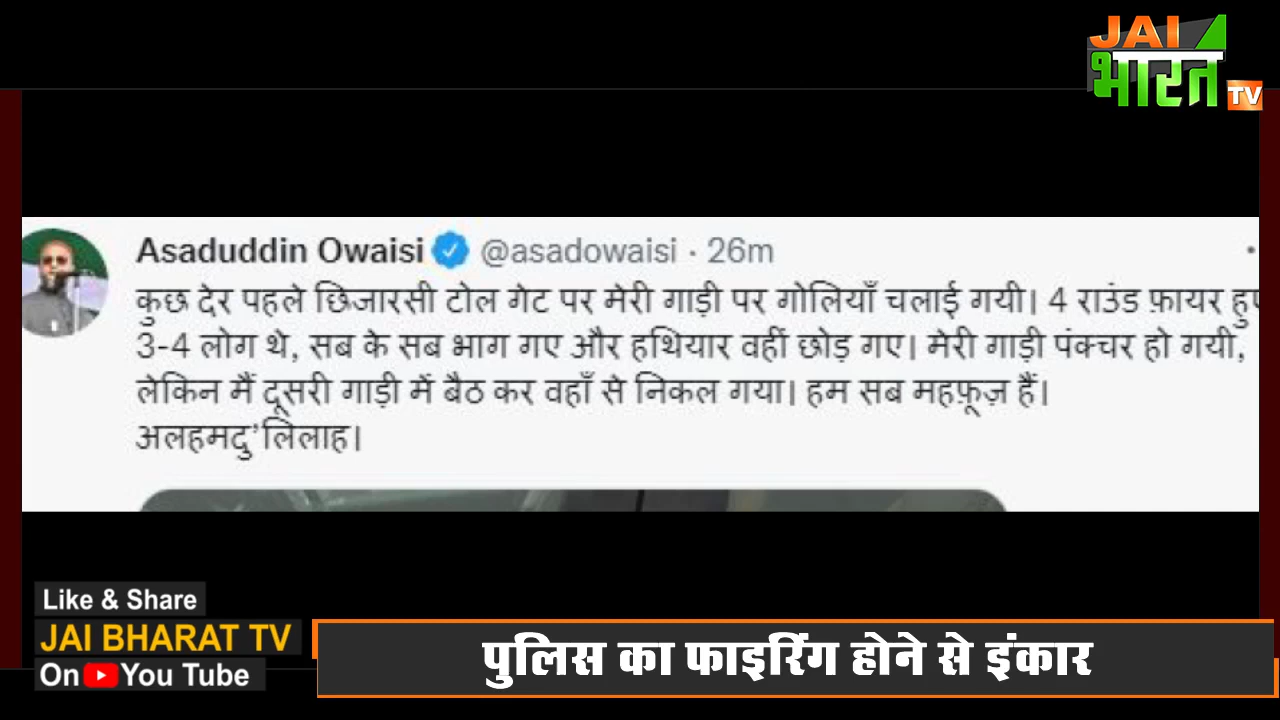 JAI
भारत
TV
Asaduddin Owaisi @asadowaisi · 26m
कुछ देर पहले छिजारसी टोल गेट पर मेरी गाड़ी पर गोलियाँ चलाई गयी। 4 राउंड फ़ायर
3-4 लोग थे, सब के सब भाग गए और हथियार वहीं छोड़ गए। मेरी गाड़ी पंक्चर हो गयी,
लेकिन मैं दूसरी गाड़ी में बैठ कर वहाँ से निकल गया। हम सब महफ़ूज़ हैं।
अलहमदु’लिलाह।
Like & Share
JAI BHARAT TV
On You Tube
पुलिस का फाइरिंग होने से इंकार